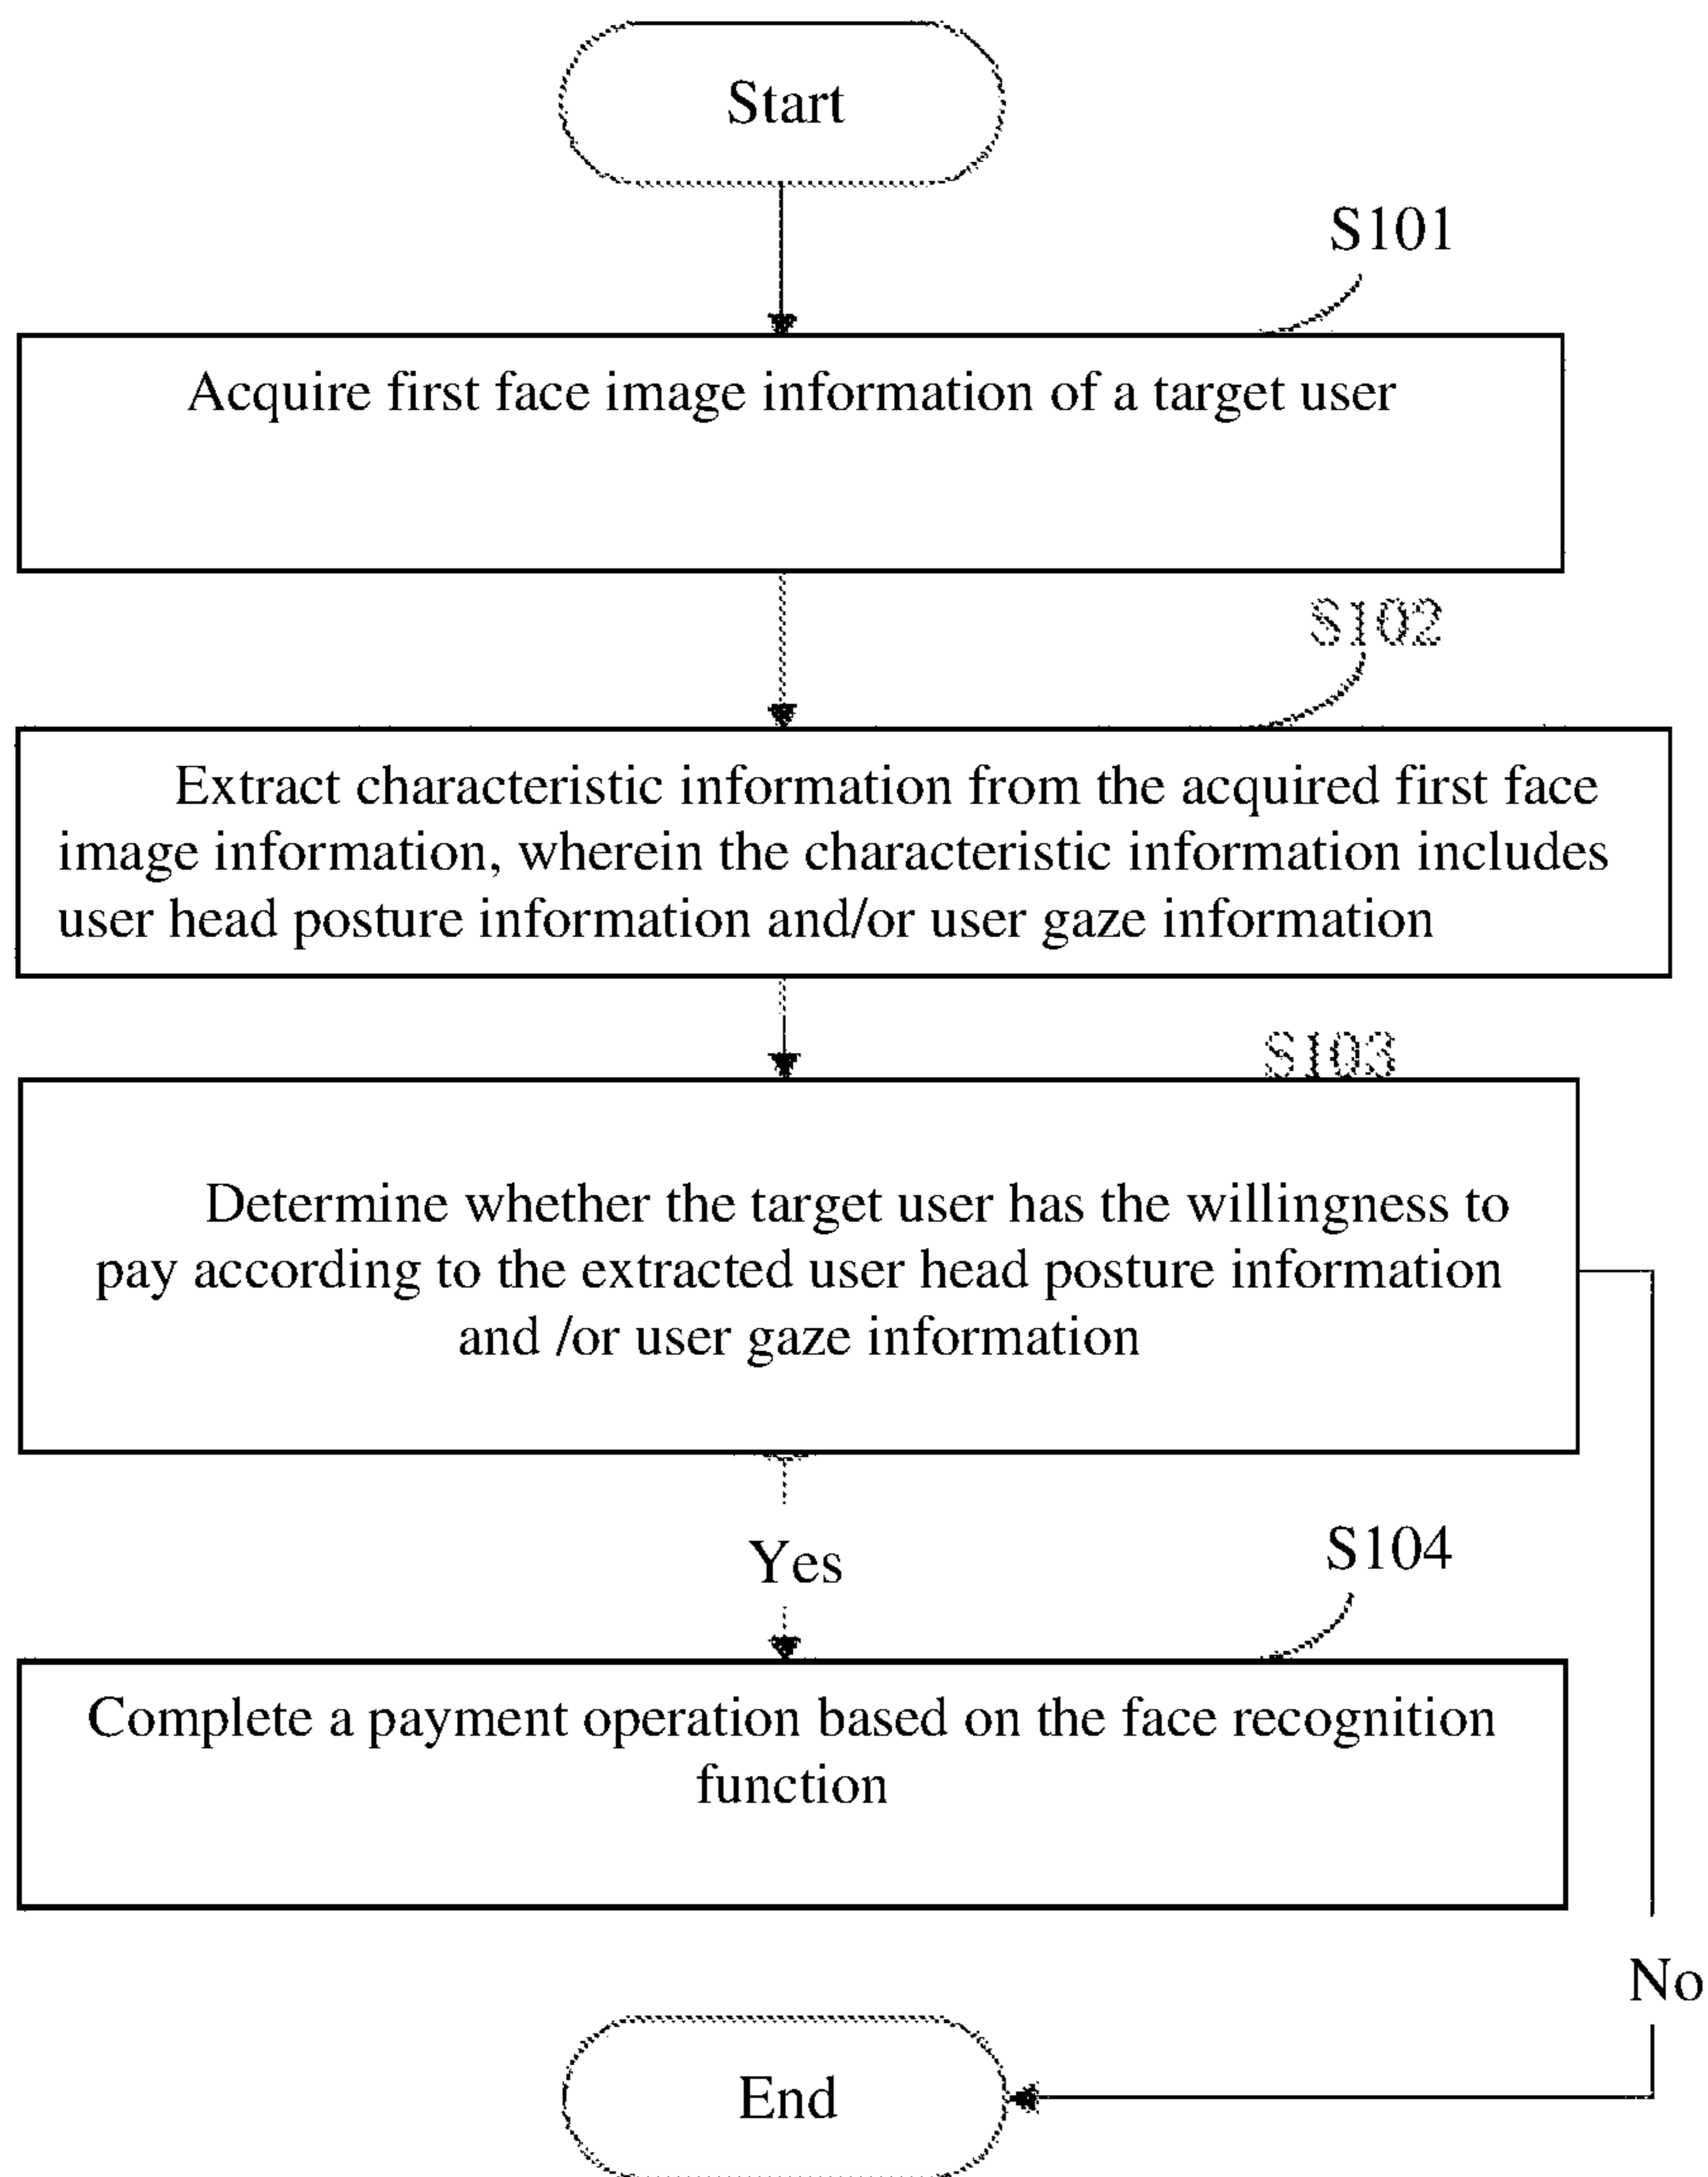 Start
S101
Acquire first face image information of a target user
S102
Extract characteristic information from the acquired first face
image information, wherein the characteristic information includes
user head posture information and/or user gaze information
S103
Determine whether the target user has the willingness to
pay according to the extracted user head posture information
and /or user gaze information
Yes
S104
Complete a payment operation based on the face recognition
function
No
End